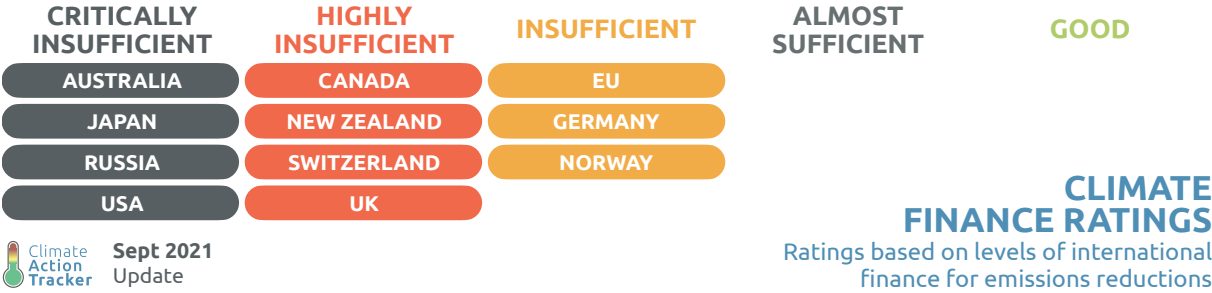 CRITICALLY
INSUFFICIENT
HIGHLY
INSUFFICIENT
INSUFFICIENT
ALMOST
SUFFICIENT
GOOD
AUSTRALIA
CANADA
EU
JAPAN
NEW ZEALAND
GERMANY
RUSSIA
SWITZERLAND
NORWAY
USA
UK
CLIMATE
FINANCE RATINGS
Ratings based on levels of international
finance for emissions reductions
Climate
Action
Tracker
Sept 2021
Update